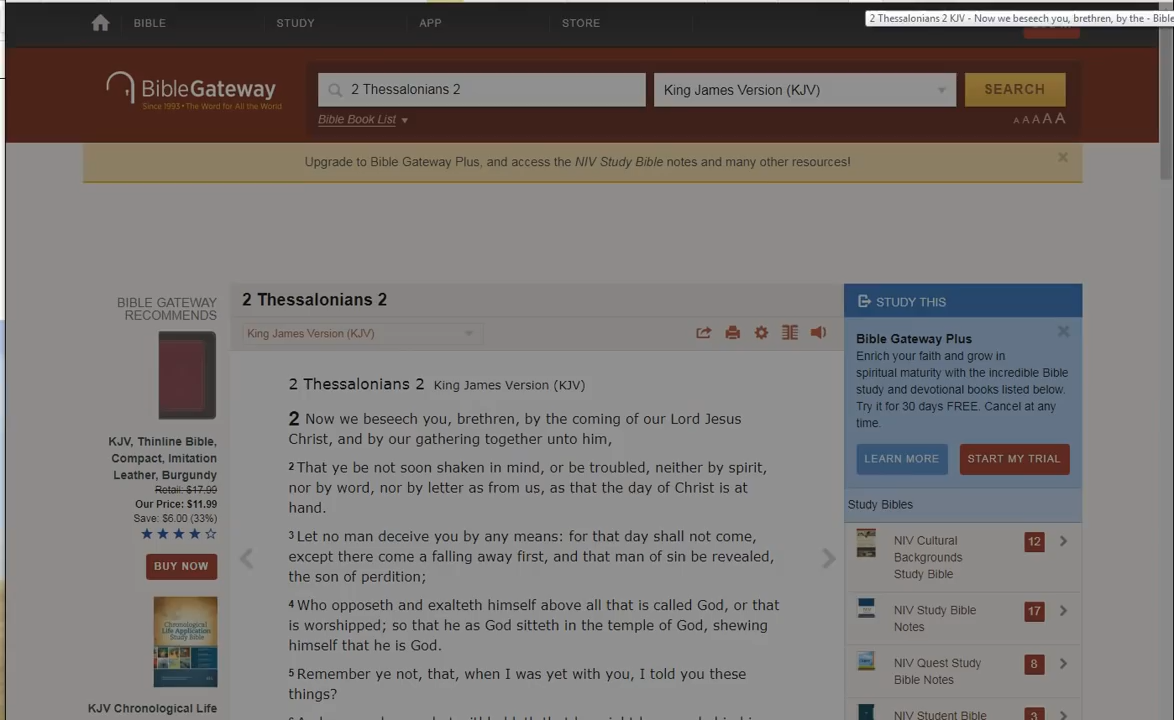 BIBLE STUDY APP STORE
2 Thessalonians 2 KJV - Now we beseech you, brethren, by the - Bible
BibleGateway
Since 1993 • The Word for All the World
2 Thessalonians 2
King James Version (KJV)
SEARCH
Bible Book List
A A A A A
Upgrade to Bible Gateway Plus, and access the NIV Study Bible notes and many other resources!
BIBLE GATEWAY
RECOMMENDS
KJV, Thinline Bible,
Compact, Imitation
Leather, Burgundy
Retail: $17.99
Our Price: $11.99
Save: $6.00 (33%)
BUY NOW
KJV Chronological Life
2 Thessalonians 2
King James Version (KJV)
2 Thessalonians 2 King James Version (KJV)
2 Now we beseech you, brethren, by the coming of our Lord Jesus
Christ, and by our gathering together unto him,
2 That ye be not soon shaken in mind, or be troubled, neither by spirit,
nor by word, nor by letter as from us, as that the day of Christ is at
hand.
3 Let no man deceive you by any means: for that day shall not come,
except there come a falling away first, and that man of sin be revealed,
the son of perdition;
4 Who opposeth and exalteth himself above all that is called God, or that
is worshipped; so that he as God sitteth in the temple of God, shewing
himself that he is God.
5 Remember ye not, that, when I was yet with you, I told you these
things?
STUDY THIS
Bible Gateway Plus
Enrich your faith and grow in
spiritual maturity with the incredible Bible
study and devotional books listed below.
Try it for 30 days FREE. Cancel at any
time.
LEARN MORE
START MY TRIAL
Study Bibles
NIV Cultural
Backgrounds
Study Bible
12
NIV Study Bible
Notes
17
NIV Quest Study
Bible Notes
8
NIV Student Bible
3